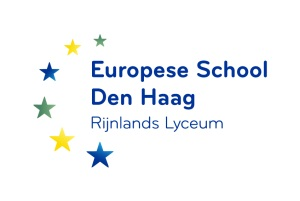 Europese School
Den Haag
Rijnlands Lyceum